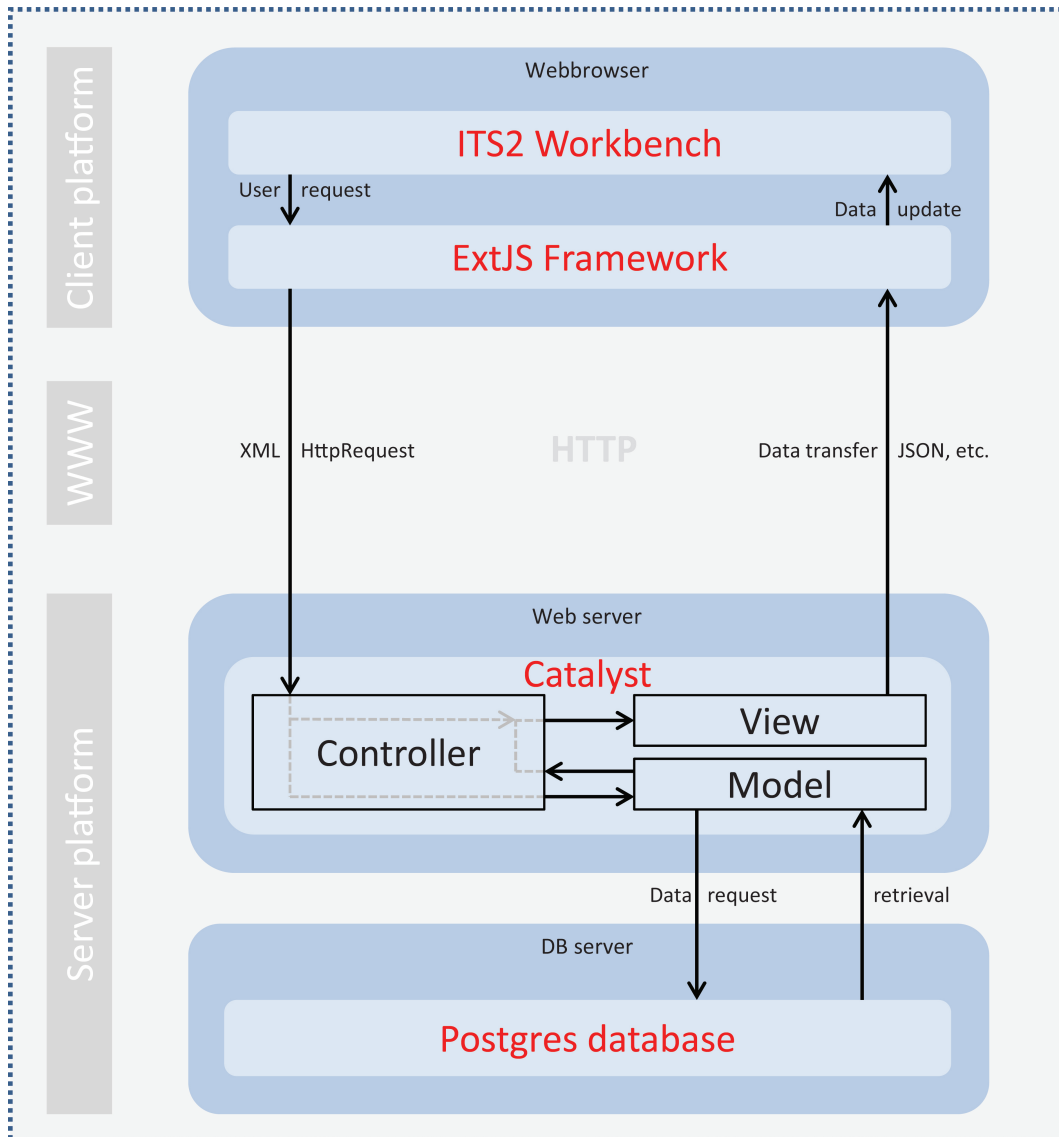 Client platform
Webbrowser
ITS2 Workbench
User request
Data update
ExtJS Framework
WWW
XML HttpRequest
HTTP
Data transfer JSON, etc.
Server platform
Web server
Catalyst
Controller
View
Model
Data request
retrieval
DB server
Postgres database